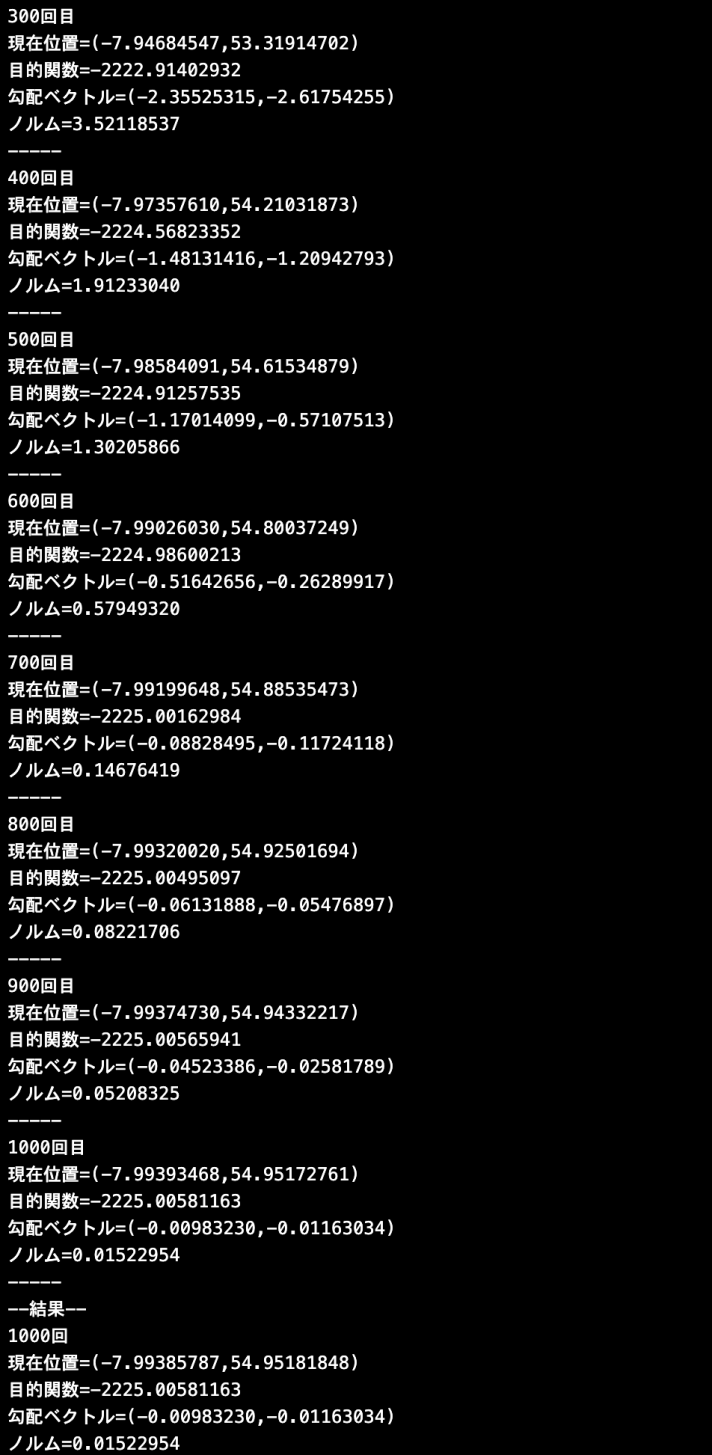 300回目
現在位置=(-7.94684547,53.31914702)
目的関数=-2222.91402932
勾配ベクトル=(-2.35525315,-2.61754255)
ノルム=3.52118537
-----
400回目
現在位置=(-7.97357610,54.21031873)
目的関数=-2224.56823352
勾配ベクトル=(-1.48131416,-1.20942793)
ノルム=1.91233040
-----
500回目
現在位置=(-7.98584091,54.61534879)
目的関数=-2224.91257535
勾配ベクトル=(-1.17014099,-0.57107513)
ノルム=1.30205866
-----
600回目
現在位置=(-7.99026030,54.80037249)
目的関数=-2224.98600213
勾配ベクトル=(-0.51642656,-0.26289917)
ノルム=0.57949320
-----
700回目
現在位置=(-7.99199648,54.88535473)
目的関数=-2225.00162984
勾配ベクトル=(-0.08828495,-0.11724118)
ノルム=0.14676419
-----
800回目
現在位置=(-7.99320020,54.92501694)
目的関数=-2225.00495097
勾配ベクトル=(-0.06131888,-0.05476897)
ノルム=0.08221706
-----
900回目
現在位置=(-7.99374730,54.94332217)
目的関数=-2225.00565941
勾配ベクトル=(-0.04523386,-0.02581789)
ノルム=0.05208325
-----
1000回目
現在位置=(-7.99393468,54.95172761)
目的関数=-2225.00581163
勾配ベクトル=(-0.00983230,-0.01163034)
ノルム=0.01522954
-----
--結果--
1000回
現在位置=(-7.99385787,54.95181848)
目的関数=-2225.00581163
勾配ベクトル=(-0.00983230,-0.01163034)
ノルム=0.01522954